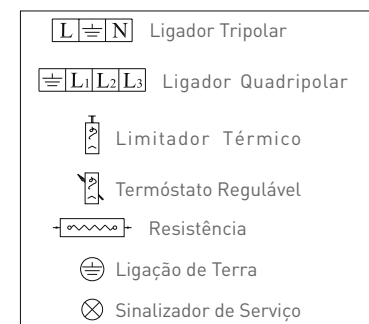 L N Ligador Tripolar
L1 L2 L3 Ligador Quadripolar
Limitador Térmico
Termóstato Regulável
Resistência
Ligação de Terra
Sinalizador de Serviço